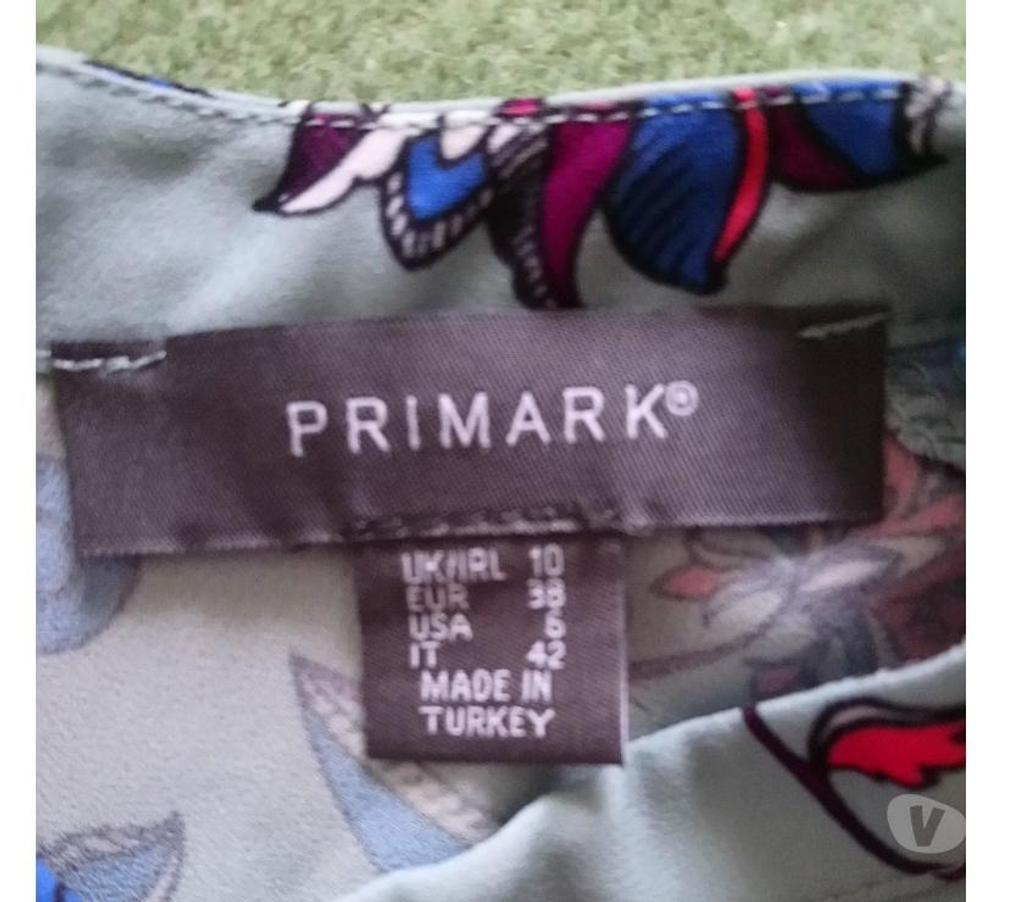 PRIMARK®
UK/IRL 10
EUR 38
USA 6
IT 42
MADE IN
TURKEY
V